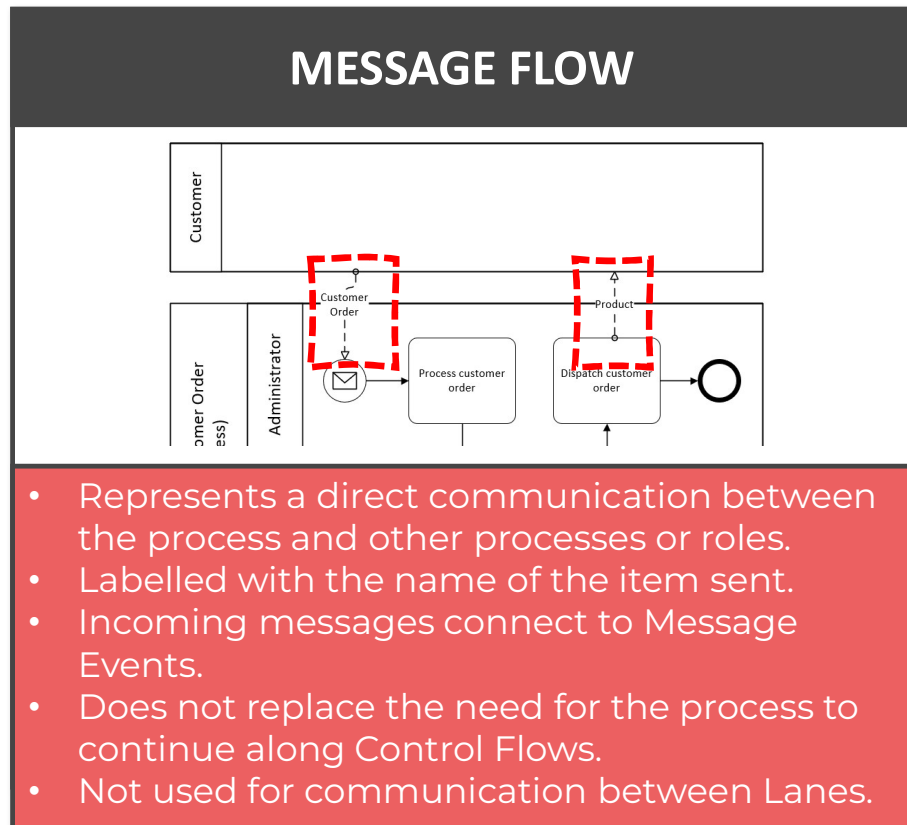 MESSAGE FLOW
Customer
Customer
Order
Product
Administrator
Process customer
order
Dispatch customer
order
omer Order
ess)
• Represents a direct communication between
the process and other processes or roles.
• Labelled with the name of the item sent.
• Incoming messages connect to Message
Events.
• Does not replace the need for the process to
continue along Control Flows.
• Not used for communication between Lanes.